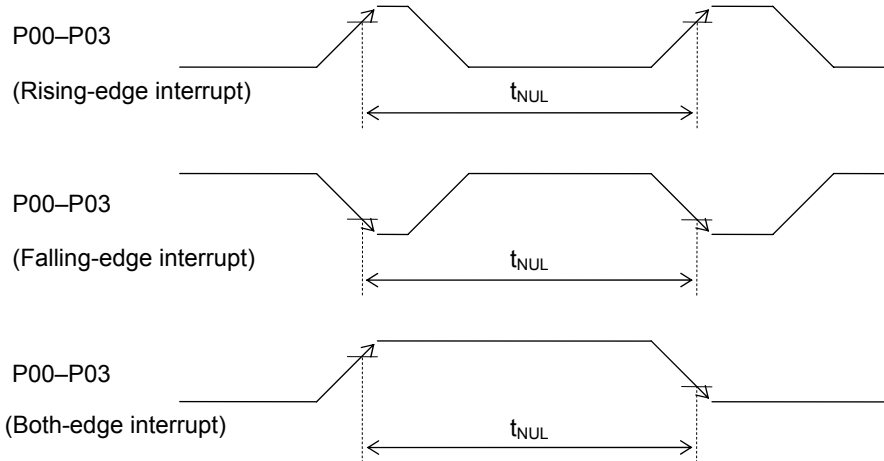 P00–P03
(Rising-edge interrupt)
tNUL
P00–P03
(Falling-edge interrupt)
tNUL
P00–P03
(Both-edge interrupt)
tNUL